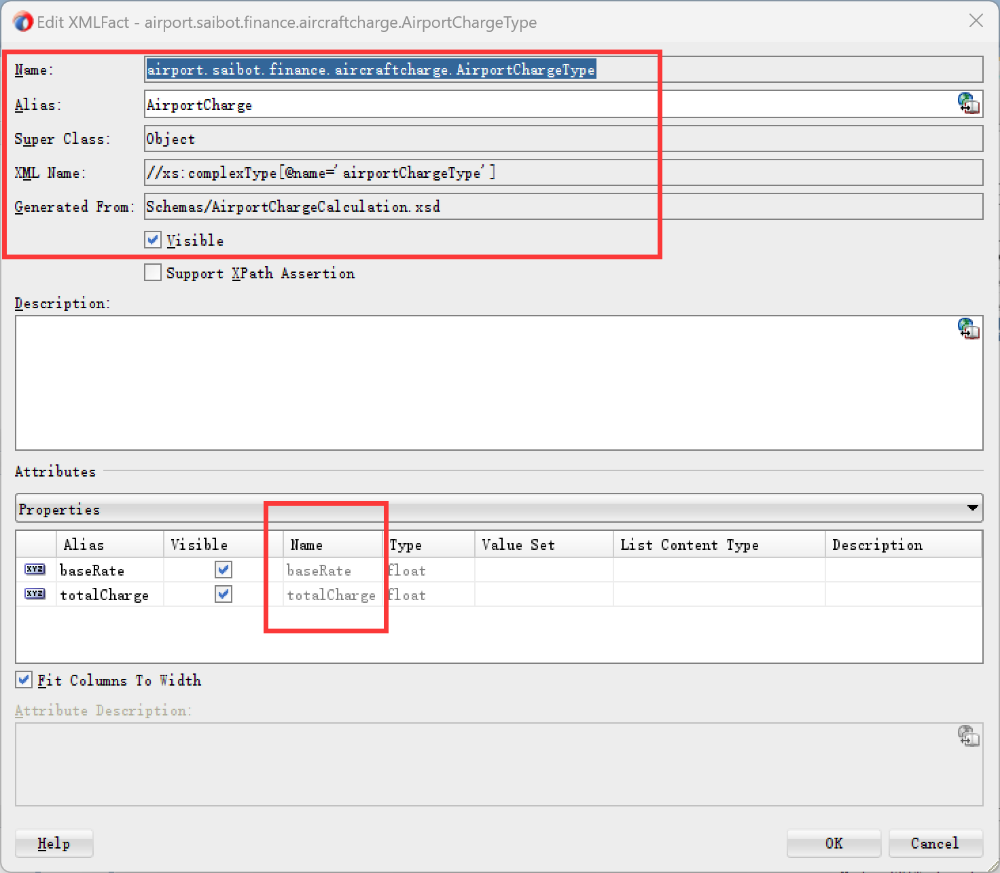 Edit XMLFact - airport.saibot.finance.aircraftcharge.AirportChargeType
Name: airport.saibot.finance.aircraftcharge.AirportChargeType
Alias: AirportCharge
Super Class: Object
XML Name: //xs:complexType[@name='airportChargeType']
Generated From: Schemas/AirportChargeCalculation.xsd
Visible
Support XPath Assertion
Description:
Attributes
Properties
Alias Visible Name Type Value Set List Content Type Description
XYZ baseRate baseRate float
XYZ totalCharge totalCharge float
Fit Columns To Width
Attribute Description:
Help OK Cancel